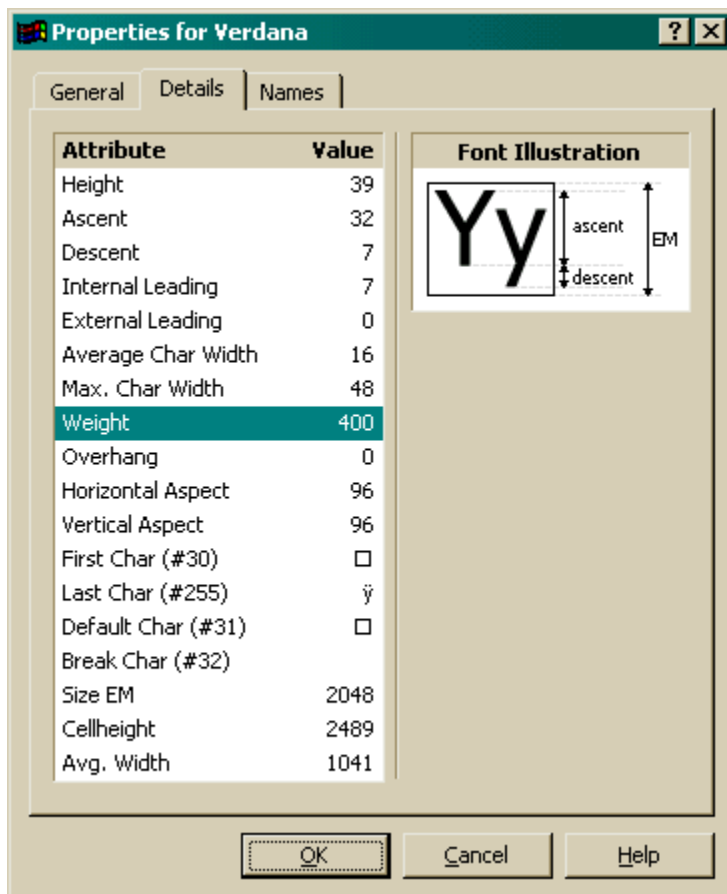 Properties for Verdana
General Details Names
Attribute Value
Height 39
Ascent 32
Descent 7
Internal Leading 7
External Leading 0
Average Char Width 16
Max. Char Width 48
Weight 400
Overhang 0
Horizontal Aspect 96
Vertical Aspect 96
First Char (#30) □
Last Char (#255) ÿ
Default Char (#31) □
Break Char (#32)
Size EM 2048
Cellheight 2489
Avg. Width 1041
Font Illustration
Yy
ascent
EM
descent
OK Cancel Help